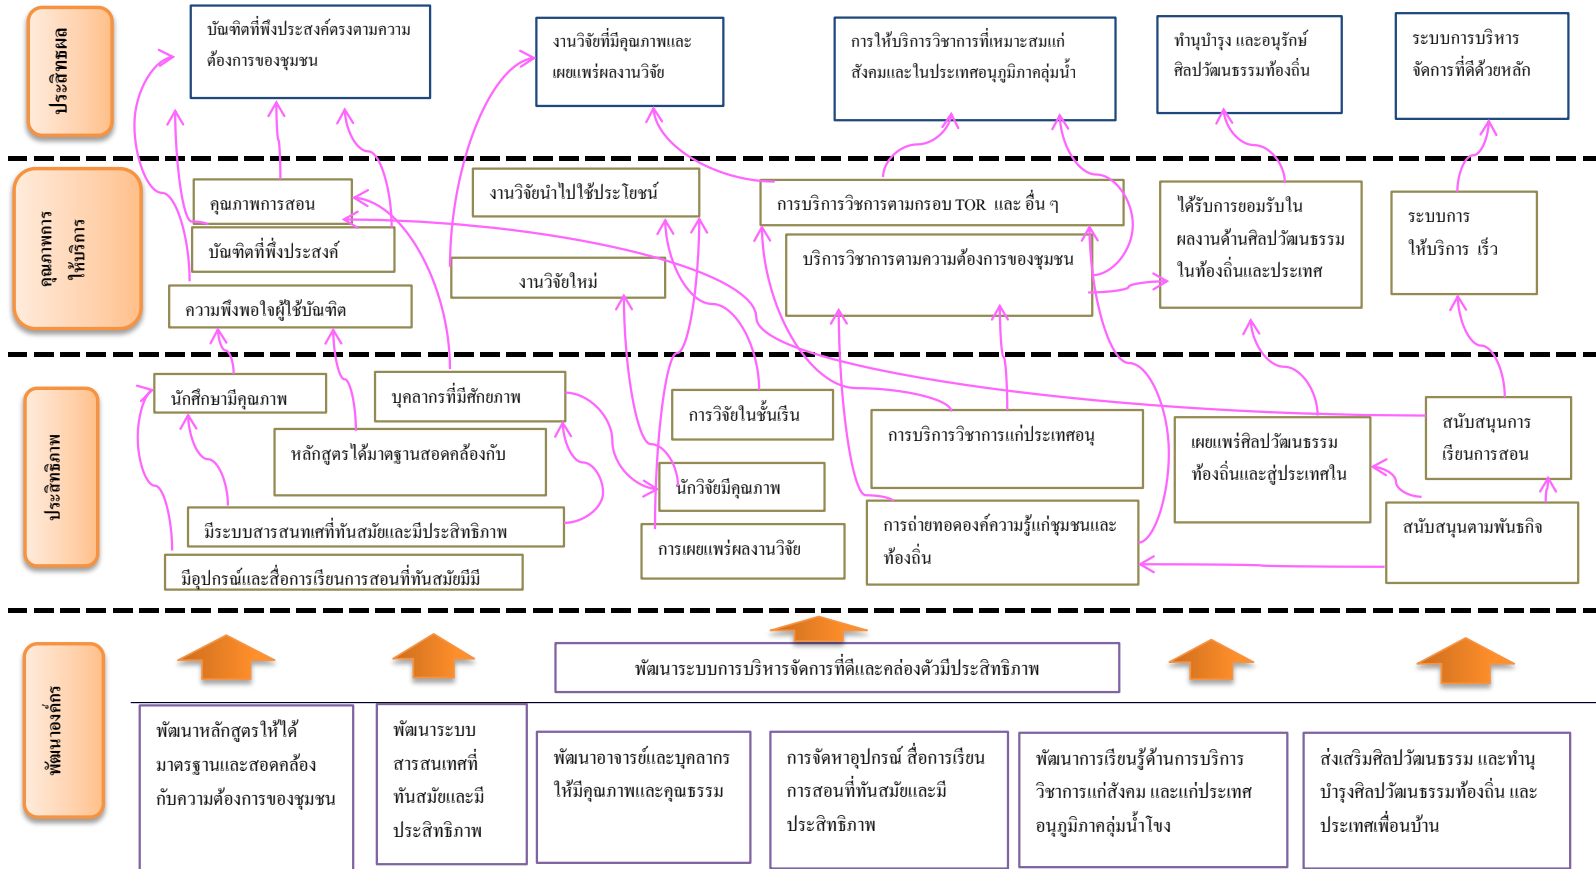 ประสิทธผล
บัณฑิตที่พึงประสงค์ตรงตามความ
ต้องการของชุมชน
งานวิจัยที่มีคุณภาพและ
เผยแพร่ผลงานวิจัย
การให้บริการวิชาการที่เหมาะสมแก่
สังคมและในประเทศอนุภูมิภาคลุ่มน้ำ
ทำนุบำรุง และอนุรักษ์
ศิลปวัฒนธรรมท้องถิ่น
ระบบการบริหาร
จัดการที่ดีด้วยหลัก
คุณภาพการ
ให้บริการ
คุณภาพการสอน
บัณฑิตที่พึงประสงค์
ความพึงพอใจผู้ใช้บัณฑิต
งานวิจัยนำไปใช้ประโยชน์
งานวิจัยใหม่
การบริการวิชการตามกรอบ TOR และ อื่น ๆ
บริการวิชาการตามความต้องการของชุมชน
ได้รับการยอมรับใน
ผลงานด้านศิลปวัฒนธรรม
ในท้องถิ่นและประเทศ
ระบบการ
ให้บริการ เร็ว
ประสิทธิภาพ
นักศึกษามีคุณภาพ
บุคลากรที่มีศักยภาพ
หลักสูตรได้มาตฐานสอดคล้องกับ
มีระบบสารสนทศที่ทันสมัยและมีประสิทธิภาพ
มีอุปกรณ์และสื่อการเรียนการสอนที่ทันสมัยมีมี
การวิจัยในชั้นเรีน
นักวิจัยมีคุณภาพ
การเผยแพร่ผลงานวิจัย
การบริการวิชาการแก่ประเทศอนุ
การถ่ายทอดองค์ความรู้แก่ชุมชนและ
ท้องถิ่น
เผยแพร่ศิลปวัฒนธรรม
ท้องถิ่นและสู่ประเทศใน
สนับสนุนการ
เรียนการสอน
สนับสนุนตามพันธกิจ
พัฒนาองค์กร
พัฒนาระบบการบริหารจัดการที่ดีและคล่องตัวมีประสิทธิภาพ
พัฒนาหลักสูตรให้ได้
มาตรฐานและสอดคล้อง
กับความต้องการของชุมชน
พัฒนาระบบ
สารสนเทศที่
ทันสมัยและมี
ประสิทธิภาพ
พัฒนาอาจารย์และบุคลากร
ให้มีคุณภาพและคุณธรรม
การจัดหาอุปกรณ์ สื่อการเรียน
การสอนที่ทันสมัยและมี
ประสิทธิภาพ
พัฒนาการเรียนรู้ด้านการบริการ
วิชาการแก่สังคม และแก่ประเทศ
อนุภูมิภาคลุ่มน้ำโขง
ส่งเสริมศิลปวัฒนธรรม และทำนุ
บำรุงศิลปวัฒนธรรมท้องถิ่น และ
ประเทศเพื่อนบ้าน